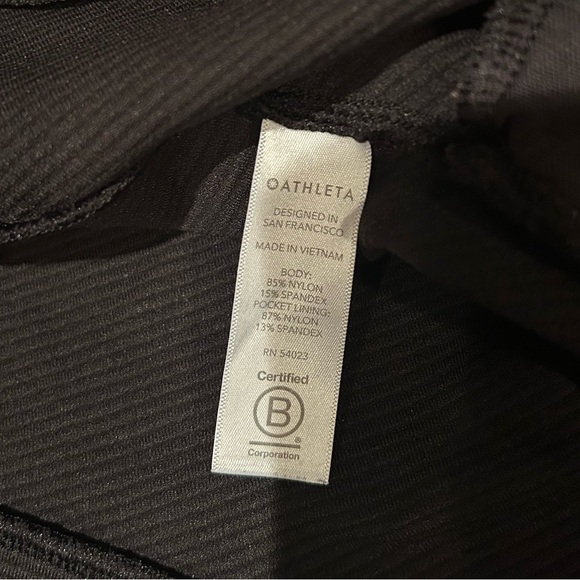 ATHLETA
DESIGNED IN
SAN FRANCISCO
MADE IN VIETNAM
BODY:
85% NYLON
15% SPANDEX
POCKET LINING:
87% NYLON
13% SPANDEX
RN 54023
Certified
B
®
Corporation